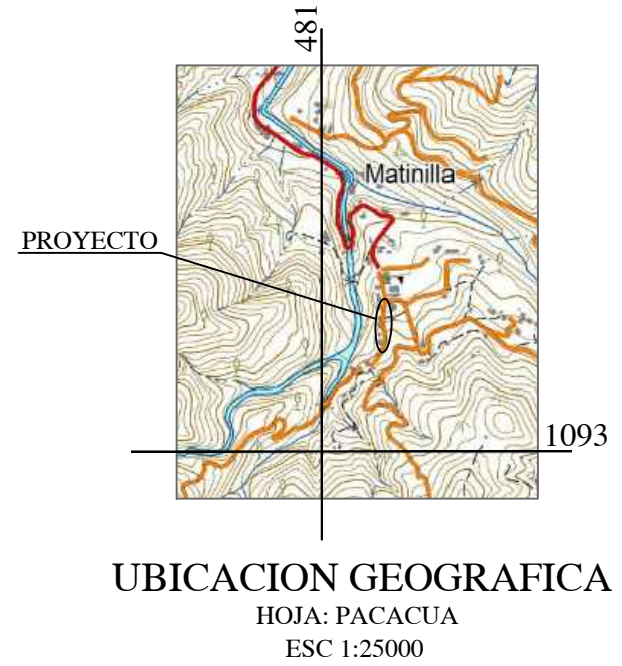 481
Matinilla
PROYECTO
1093
UBICACION GEOGRAFICA
HOJA: PACACUA
ESC 1:25000